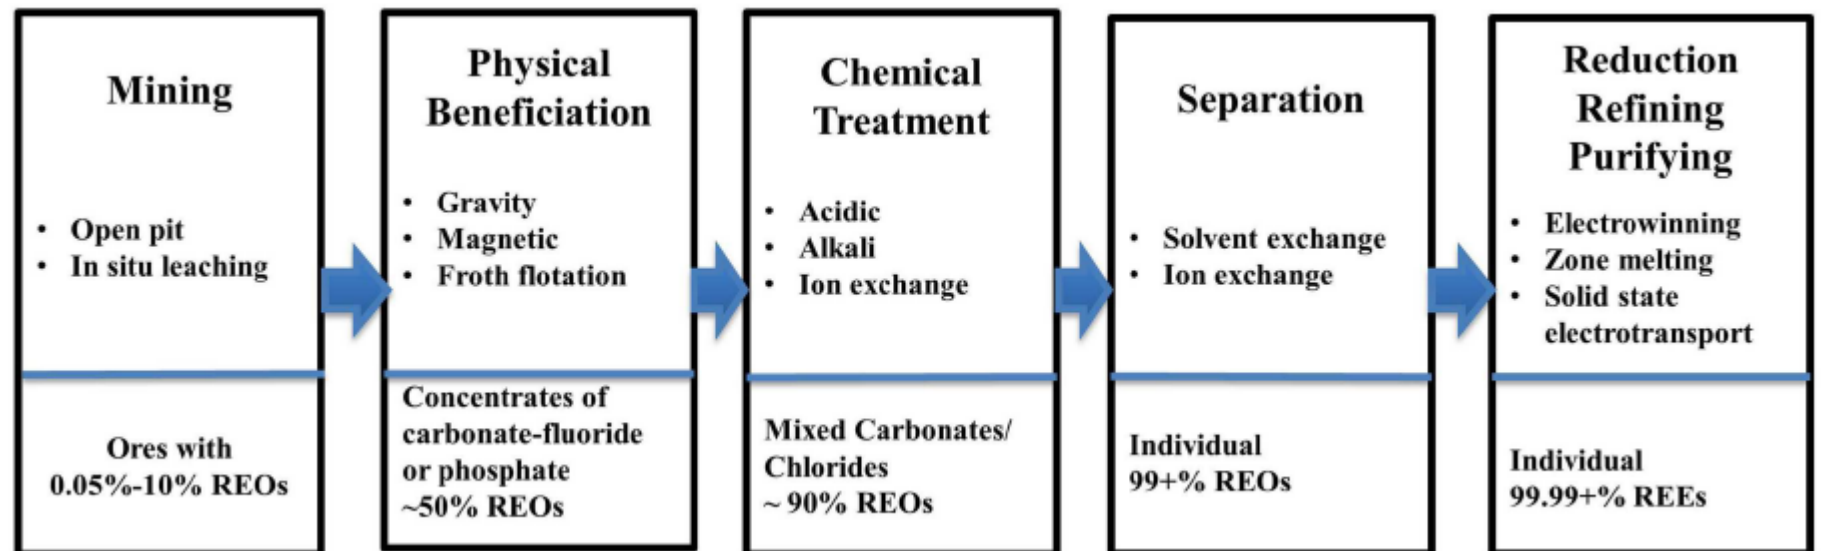 Mining
• Open pit
• In situ leaching
Ores with
0.05%-10% REOs
Physical
Beneficiation
• Gravity
• Magnetic
• Froth flotation
Concentrates of
carbonate-fluoride
or phosphate
~50% REOs
Chemical
Treatment
• Acidic
• Alkali
• Ion exchange
Mixed Carbonates/
Chlorides
~ 90% REOs
Separation
• Solvent exchange
• Ion exchange
Individual
99+% REOs
Reduction
Refining
Purifying
• Electrowinning
• Zone melting
• Solid state
electrotransport
Individual
99.99+% REEs